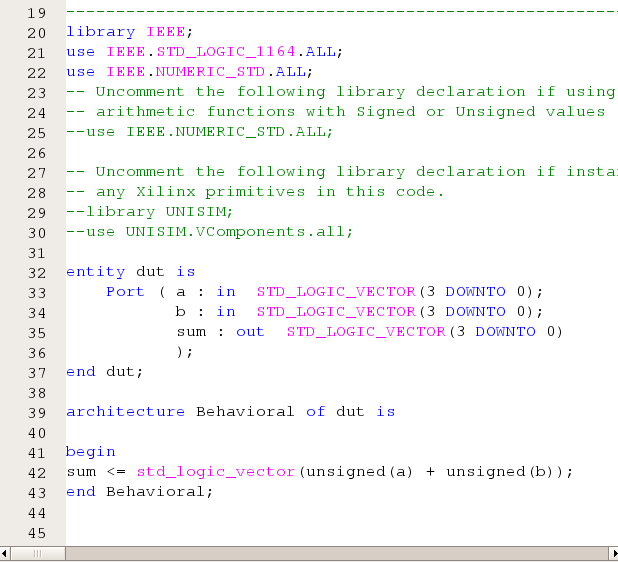 19 --------------------------------------------------------
20 library IEEE;
21 use IEEE.STD_LOGIC_1164.ALL;
22 use IEEE.NUMERIC_STD.ALL;
23 -- Uncomment the following library declaration if using
24 -- arithmetic functions with Signed or Unsigned values
25 --use IEEE.NUMERIC_STD.ALL;
26
27 -- Uncomment the following library declaration if insta
28 -- any Xilinx primitives in this code.
29 --library UNISIM;
30 --use UNISIM.VComponents.all;
31
32 entity dut is
33     Port ( a : in  STD_LOGIC_VECTOR(3 DOWNTO 0);
34            b : in  STD_LOGIC_VECTOR(3 DOWNTO 0);
35            sum : out  STD_LOGIC_VECTOR(3 DOWNTO 0)
36            );
37 end dut;
38
39 architecture Behavioral of dut is
40
41 begin
42 sum <= std_logic_vector(unsigned(a) + unsigned(b));
43 end Behavioral;
44
45